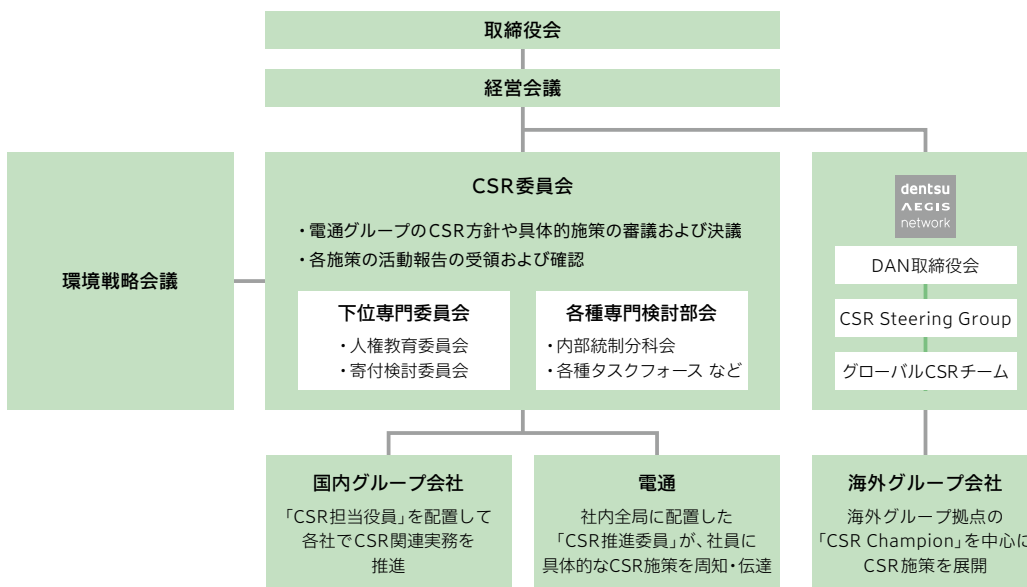 取締役会
経営会議
環境戦略会議
CSR委員会
・電通グループのCSR方針や具体的施策の審議および決議
・各施策の活動報告の受領および確認
下位専門委員会
・人権教育委員会
・寄付検討委員会
各種専門検討部会
・内部統制分科会
・各種タスクフォース など
dentsu
AEGIS
network
DAN取締役会
CSR Steering Group
グローバルCSRチーム
国内グループ会社
「CSR担当役員」を配置して
各社でCSR関連実務を
推進
電通
社内全局に配置した
「CSR推進委員」が、社員に
具体的なCSR施策を周知・伝達
海外グループ会社
海外グループ拠点の
「CSR Champion」を中心に
CSR施策を展開